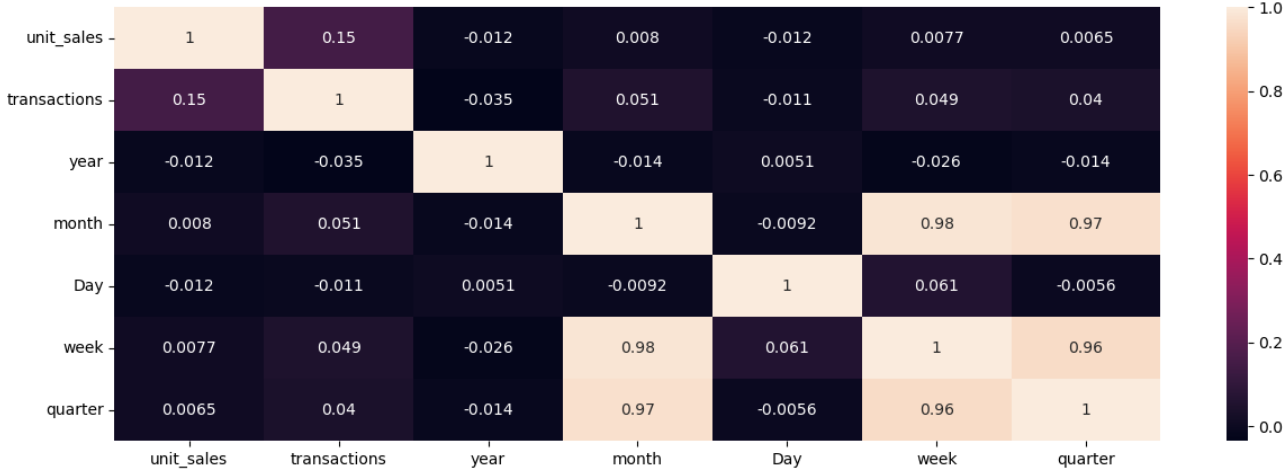 unit_sales 1 0.15 -0.012 0.008 -0.012 0.0077 0.0065
transactions 0.15 1 -0.035 0.051 -0.011 0.049 0.04
year -0.012 -0.035 1 -0.014 0.0051 -0.026 -0.014
month 0.008 0.051 -0.014 1 -0.0092 0.98 0.97
Day -0.012 -0.011 0.0051 -0.0092 1 0.061 -0.0056
week 0.0077 0.049 -0.026 0.98 0.061 1 0.96
quarter 0.0065 0.04 -0.014 0.97 -0.0056 0.96 1
unit_sales transactions year month Day week quarter
1.0
0.8
0.6
0.4
0.2
0.0